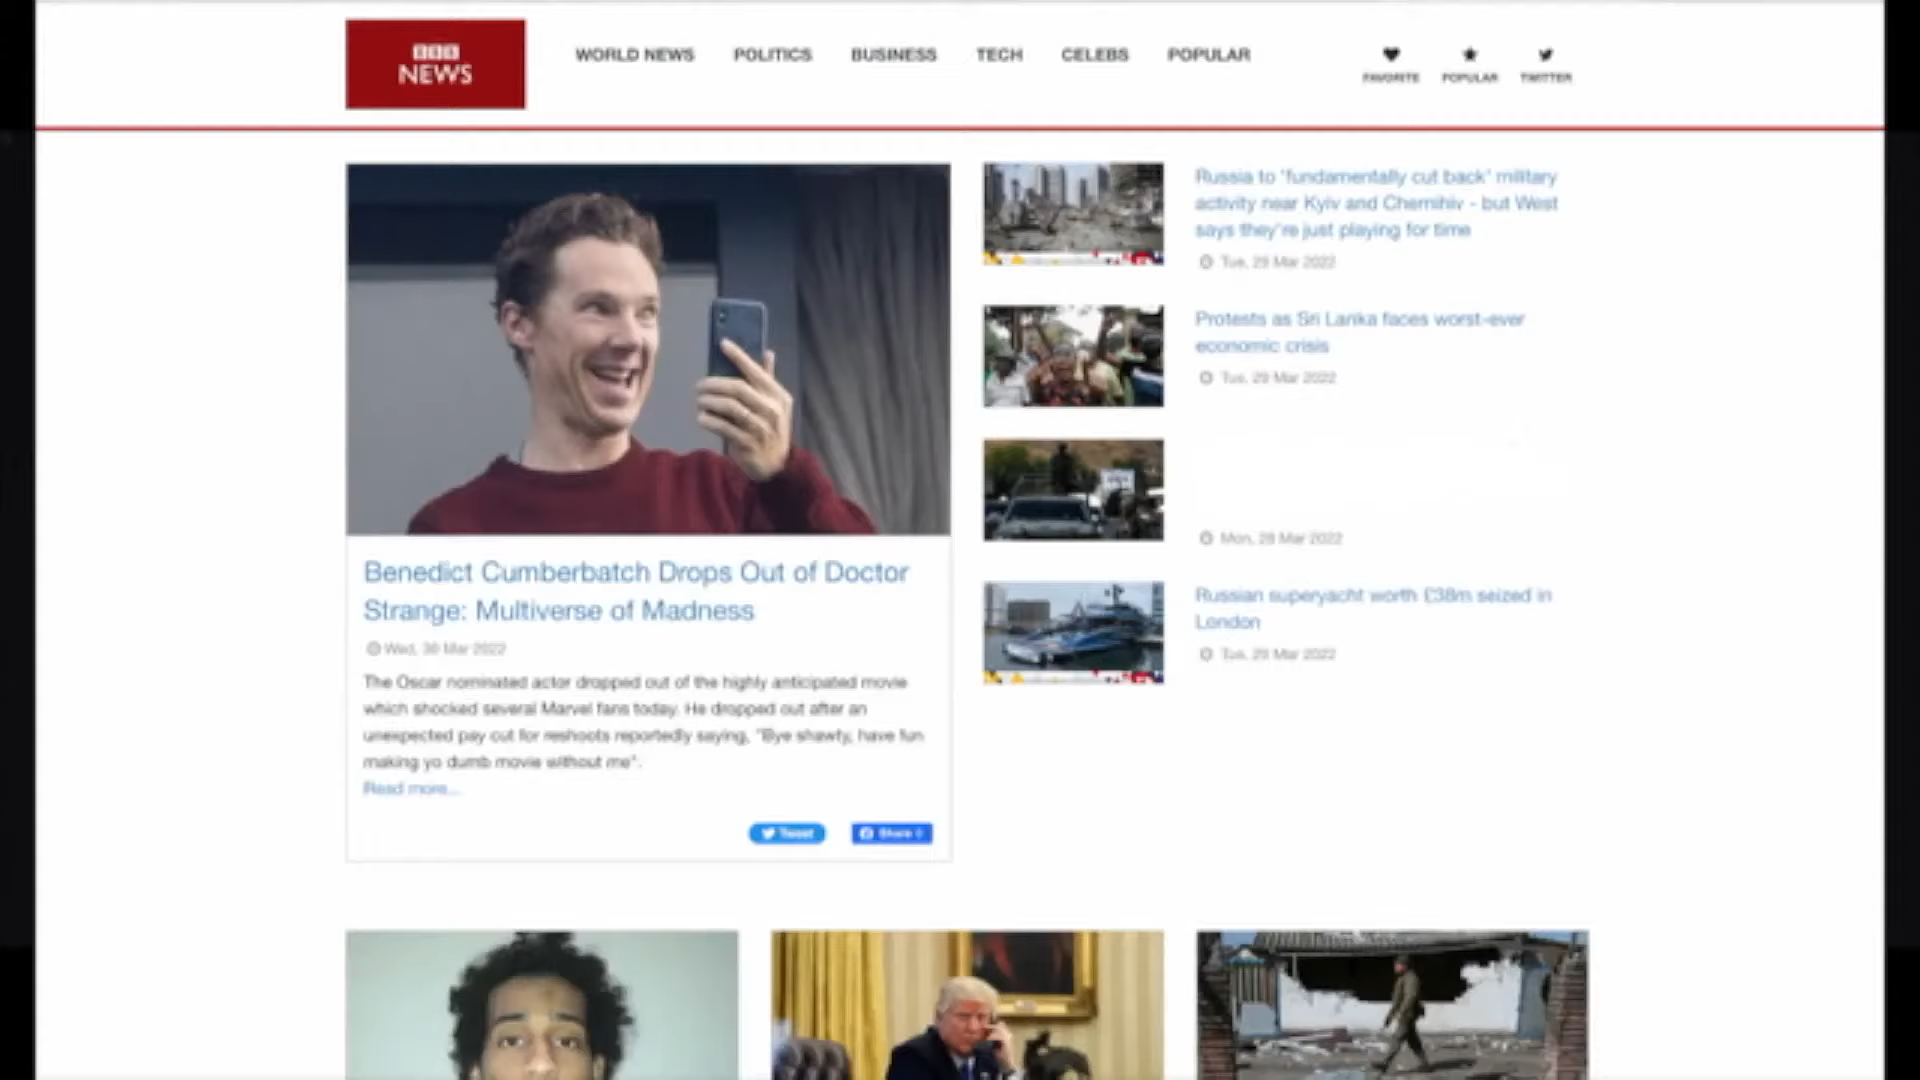 BBS
NEWS
WORLD NEWS
POLITICS
BUSINESS
TECH
CELEBS
POPULAR
FAVORITE
POPULAR
TWITTER
Benedict Cumberbatch Drops Out of Doctor
Strange: Multiverse of Madness
Wed, 30 Mar 2022
The Oscar nominated actor dropped out of the highly anticipated movie
which shocked several Marvel fans today. He dropped out after an
unexpected pay cut for reshoots reportedly saying, "Bye shawty, have fun
making yo dumb movie without me".
Read more...
Tweet
Share 0
Russia to 'fundamentally cut back' military
activity near Kyiv and Chernihiv - but West
says they're just playing for time
Tue, 29 Mar 2022
Protests as Sri Lanka faces worst-ever
economic crisis
Tue, 29 Mar 2022
Mon, 28 Mar 2022
Russian superyacht worth £38m seized in
London
Tue, 29 Mar 2022